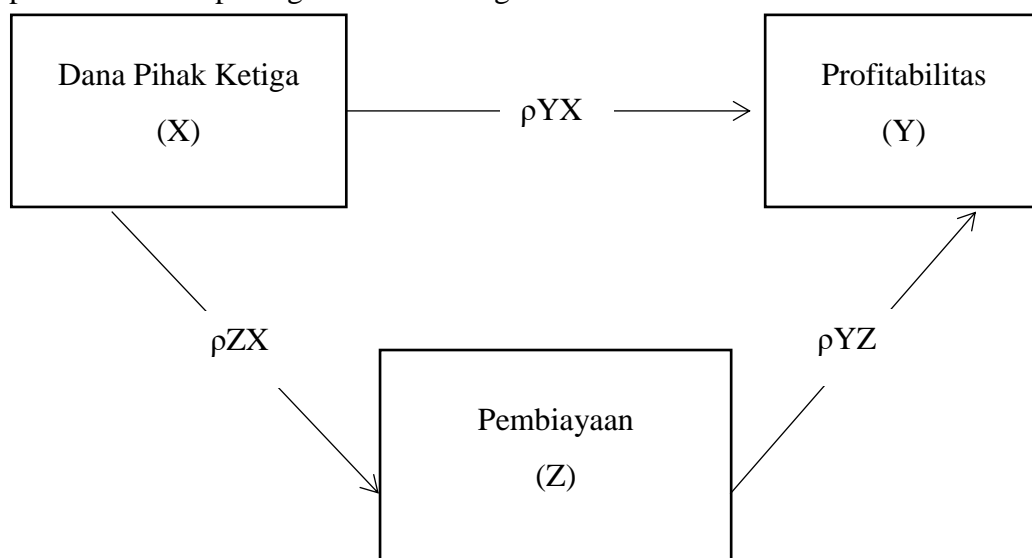 Dana Pihak Ketiga
(X)
ρYX
Profitabilitas
(Y)
ρZX
ρYZ
Pembiayaan
(Z)